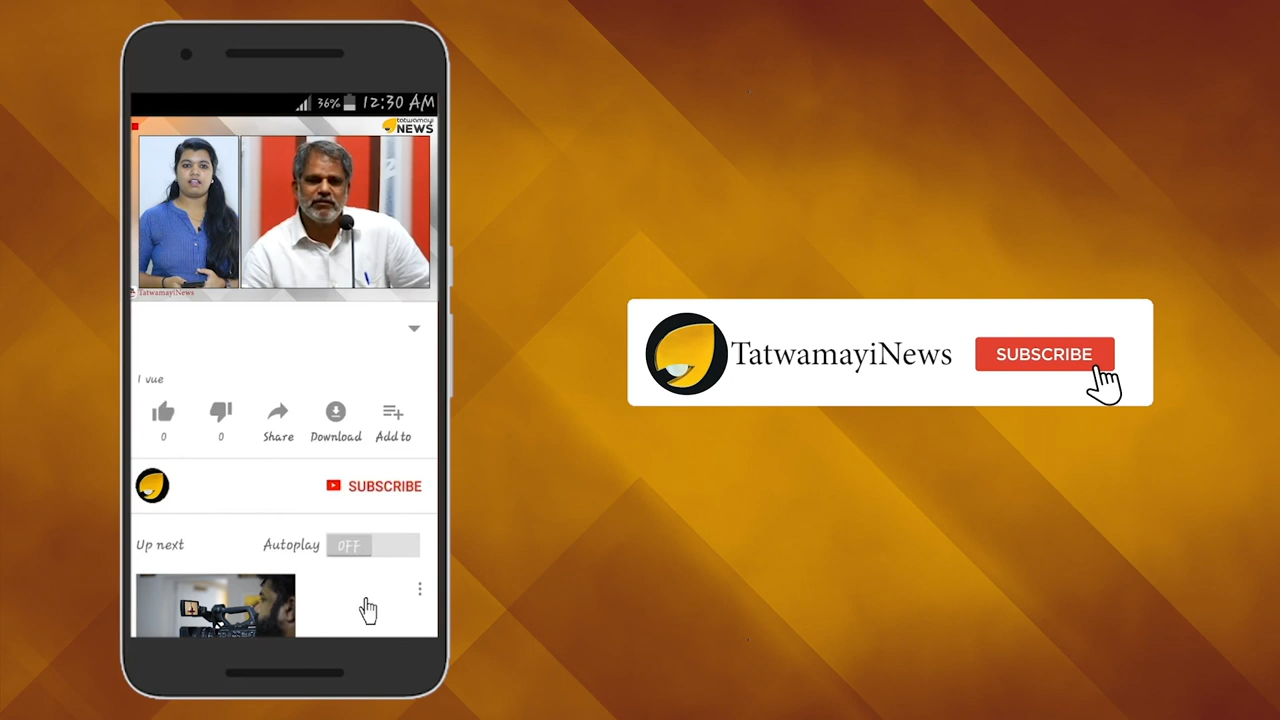 36% 12:30 AM
tatwamayi
NEWS
TatwamayiNews
1 vue
0 0 Share Download Add to
SUBSCRIBE
Up next Autoplay OFF
TatwamayiNews SUBSCRIBE